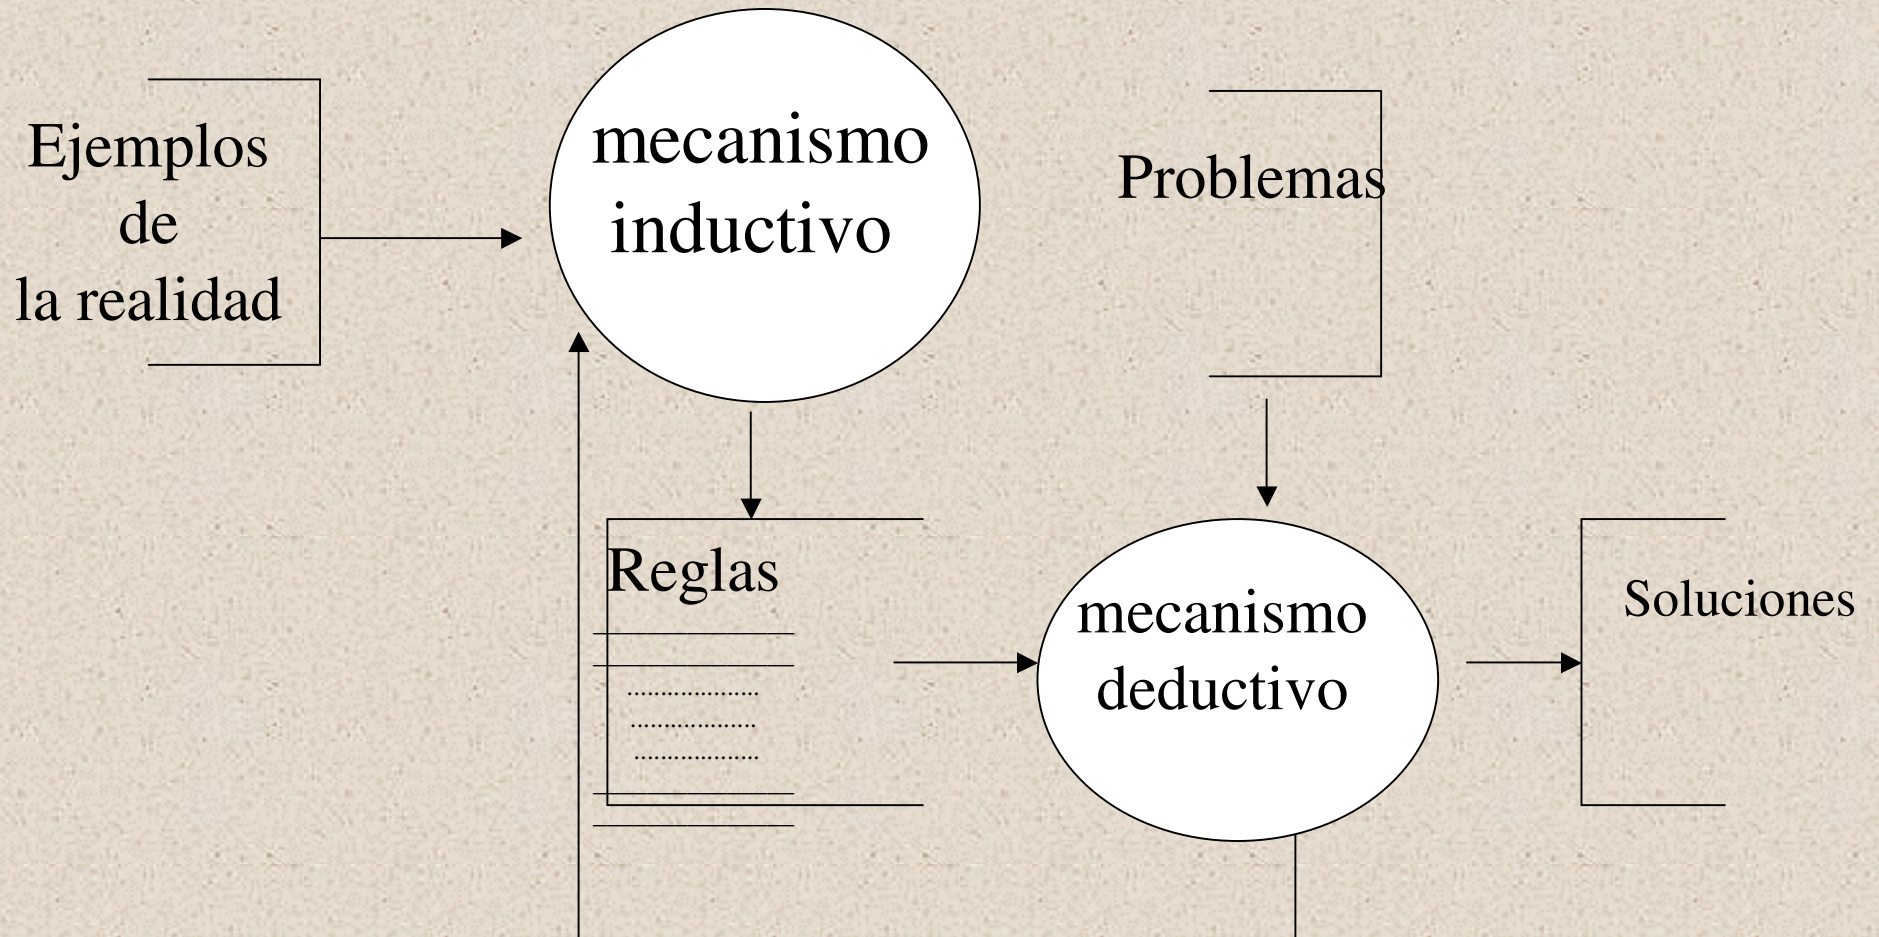 Ejemplos
de
la realidad
mecanismo
inductivo
Problemas
Reglas
mecanismo
deductivo
Soluciones